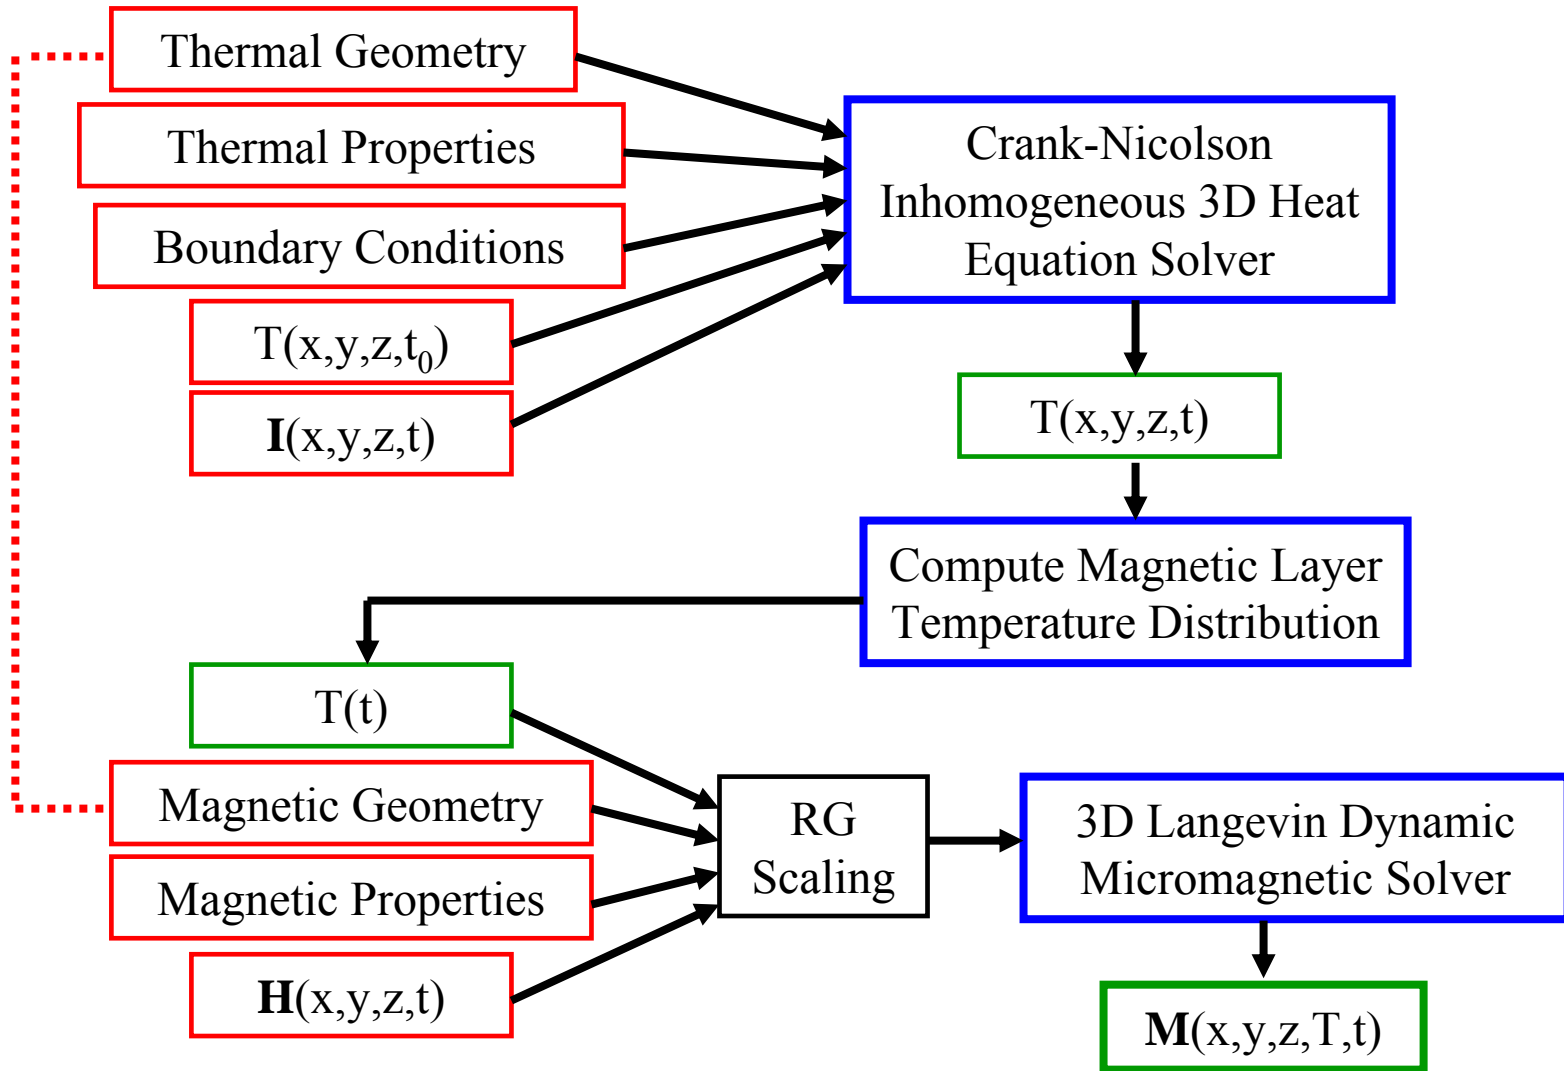 Thermal Geometry
Thermal Properties
Boundary Conditions
T(x,y,z,t₀)
I(x,y,z,t)
Crank-Nicolson
Inhomogeneous 3D Heat
Equation Solver
T(x,y,z,t)
Compute Magnetic Layer
Temperature Distribution
T(t)
Magnetic Geometry
Magnetic Properties
H(x,y,z,t)
RG
Scaling
3D Langevin Dynamic
Micromagnetic Solver
M(x,y,z,T,t)